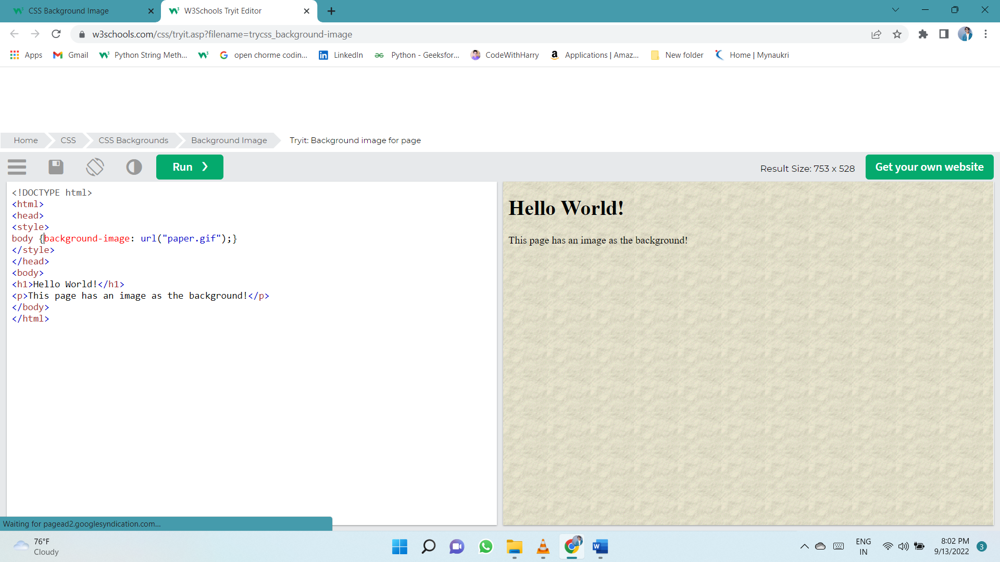 CSS Background Image
W3Schools Tryit Editor
w3schools.com/css/tryit.asp?filename=trycss_background-image
Apps
Gmail
Python String Meth...
open chorme codin...
LinkedIn
Python - Geeksfor...
CodeWithHarry
Applications | Amaz...
New folder
Home | Mynaukri
Home
CSS
CSS Backgrounds
Background Image
Tryit: Background image for page
Run ❯
Result Size: 753 x 528
Get your own website
<!DOCTYPE html>
<html>
<head>
<style>
body {background-image: url("paper.gif");}
</style>
</head>
<body>
<h1>Hello World!</h1>
<p>This page has an image as the background!</p>
</body>
</html>
Hello World!
This page has an image as the background!
Waiting for pagead2.googlesyndication.com...
76°F
Cloudy
ENG
IN
8:02 PM
9/13/2022
3